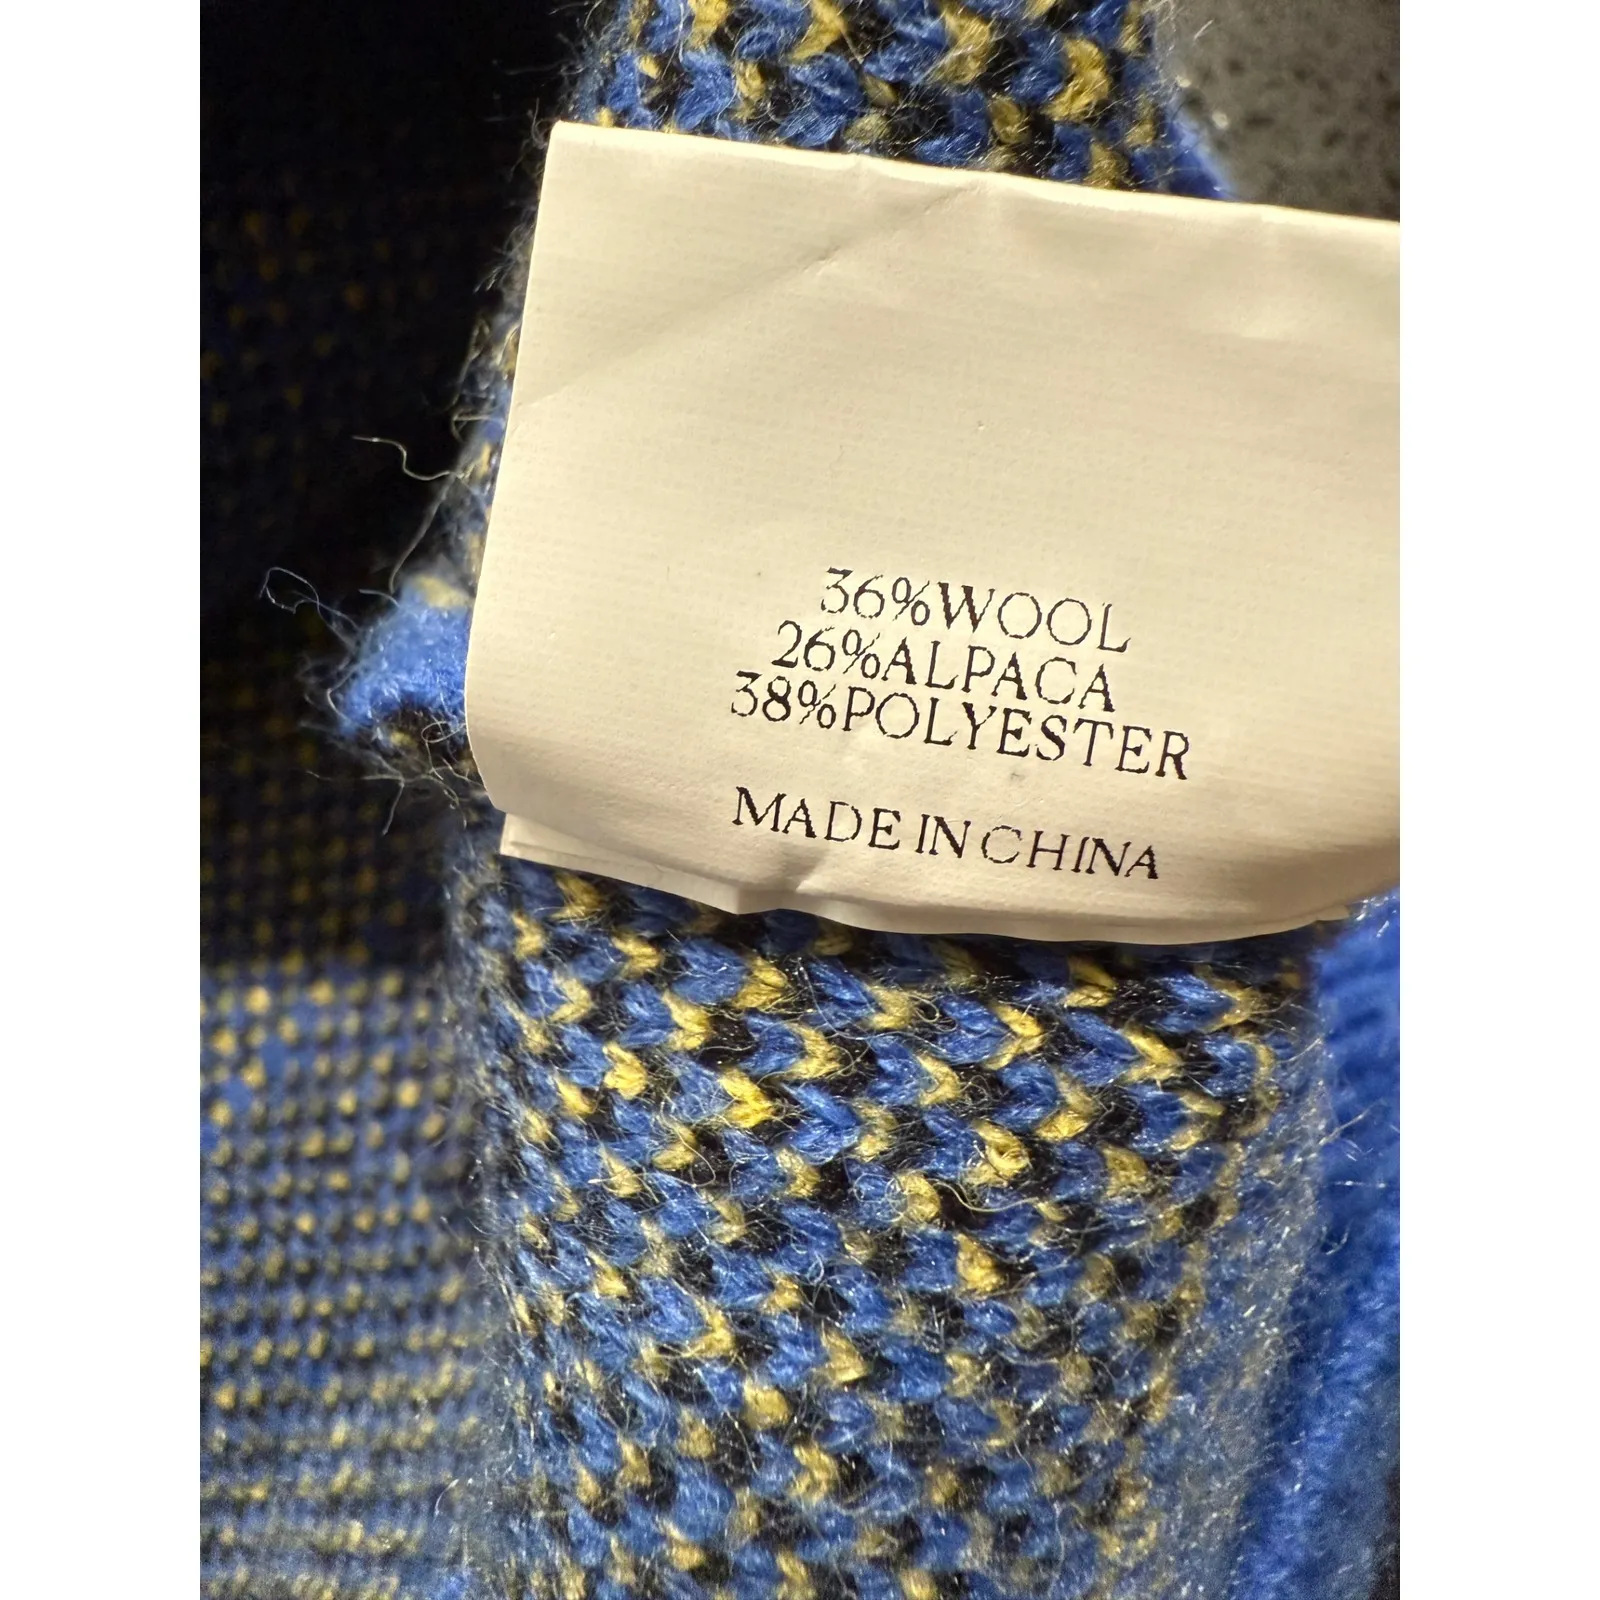 36%WOOL
26%ALPACA
38%POLYESTER
MADE IN CHINA